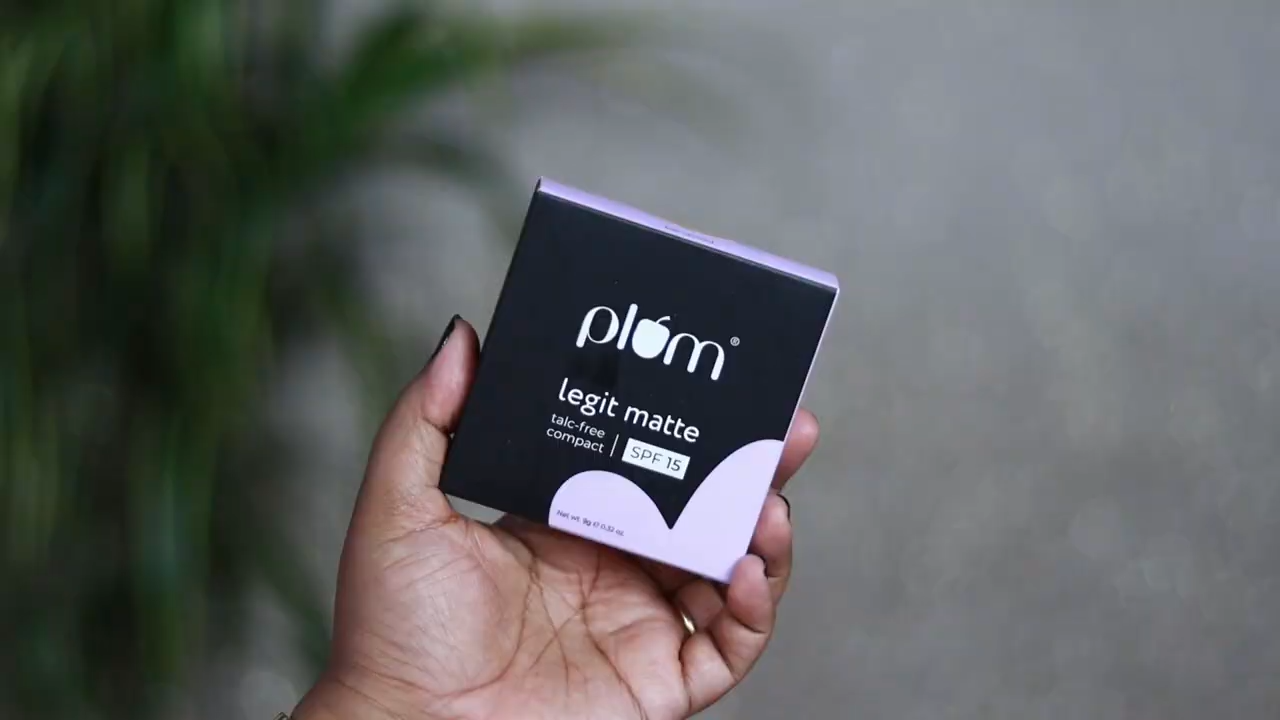 plum®
legit matte
talc-free
compact | SPF 15
Net wt. 9g ℮ 0.32 oz.